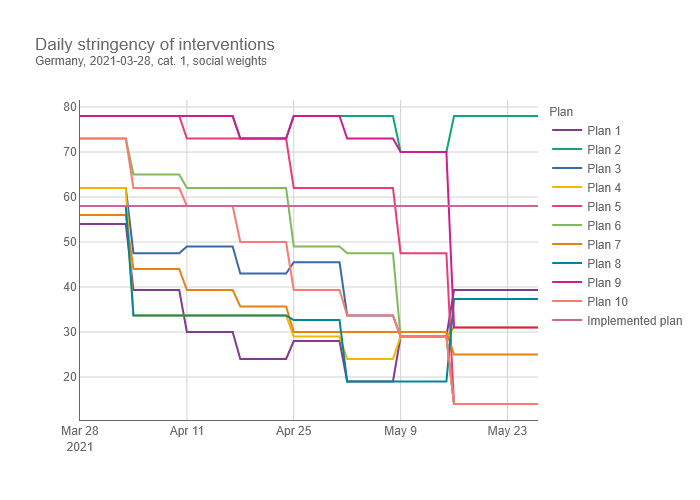 Daily stringency of interventions
Germany, 2021-03-28, cat. 1, social weights
80
70
60
50
40
30
20
Mar 28
2021
Apr 11
Apr 25
May 9
May 23
Plan
Plan 1
Plan 2
Plan 3
Plan 4
Plan 5
Plan 6
Plan 7
Plan 8
Plan 9
Plan 10
Implemented plan